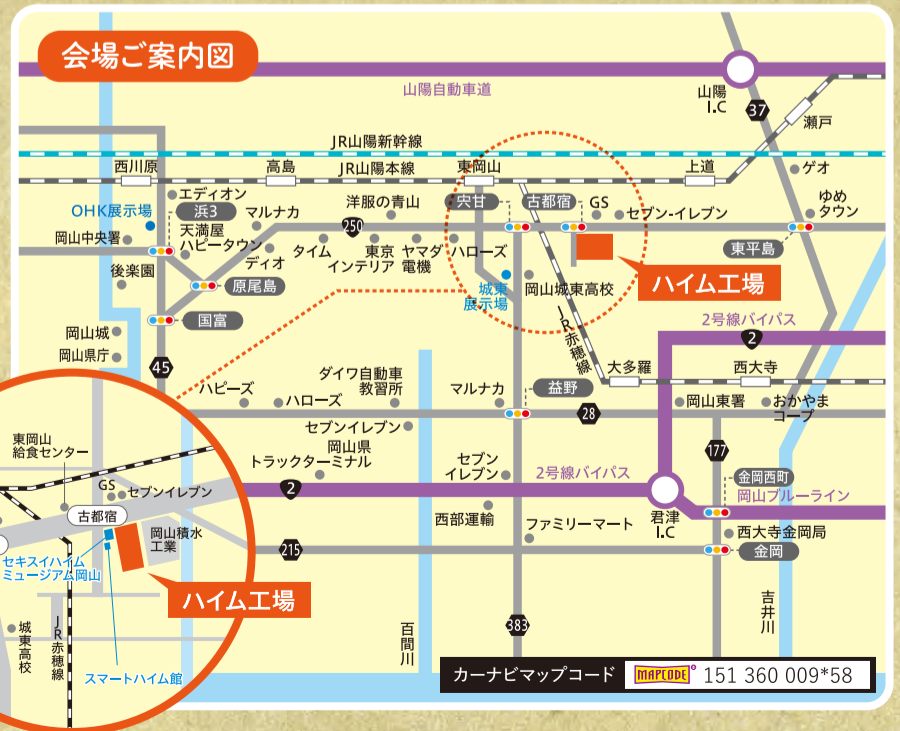 会場ご案内図
山陽自動車道
山陽
I.C
37
瀬戸
JR山陽新幹線
西川原
高島
JR山陽本線
東岡山
上道
ゲオ
エディオン
OHK展示場
浜3
マルナカ
洋服の青山
宍甘
古都宿
GS
セブン-イレブン
ゆめ
タウン
岡山中央署
天満屋
ハピータウン
250
タイム
東京
インテリア
ヤマダ
電機
ハローズ
東平島
後楽園
ディオ
原尾島
城東
展示場
岡山城東高校
ハイム工場
国富
JR赤穂線
2号線バイパス
2
岡山城
岡山県庁
45
大多羅
西大寺
ハピーズ
ハローズ
ダイワ自動車
教習所
マルナカ
益野
28
岡山東署
おかやま
コープ
セブンイレブン
岡山県
トラックターミナル
セブン
イレブン
177
2
2号線バイパス
金岡西町
岡山ブルーライン
君津
I.C
西部運輸
ファミリーマート
西大寺金岡局
金岡
215
383
百間川
吉井川
東岡山
給食センター
GS
セブンイレブン
古都宿
岡山積水
工業
セキスイハイム
ミュージアム岡山
ハイム工場
城東高校
JR赤穂線
スマートハイム館
カーナビマップコード
MAPCODE
151 360 009*58